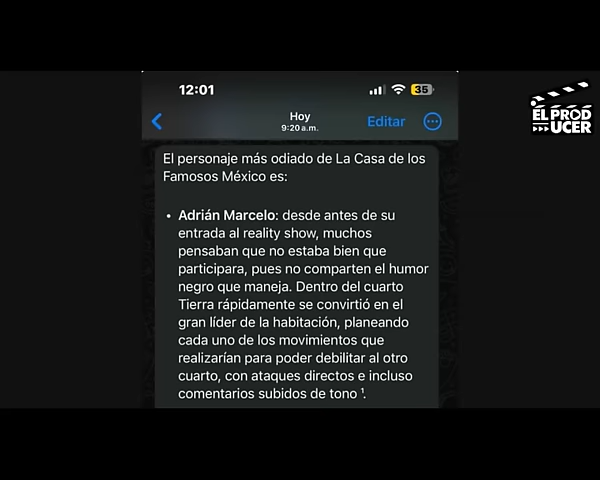 12:01
35
Hoy
9:20 a.m.
Editar
EL PROD
UCER
El personaje más odiado de La Casa de los
Famosos México es:
• Adrián Marcelo: desde antes de su
entrada al reality show, muchos
pensaban que no estaba bien que
participara, pues no comparten el humor
negro que maneja. Dentro del cuarto
Tierra rápidamente se convirtió en el
gran líder de la habitación, planeando
cada uno de los movimientos que
realizarían para poder debilitar al otro
cuarto, con ataques directos e incluso
comentarios subidos de tono ¹.